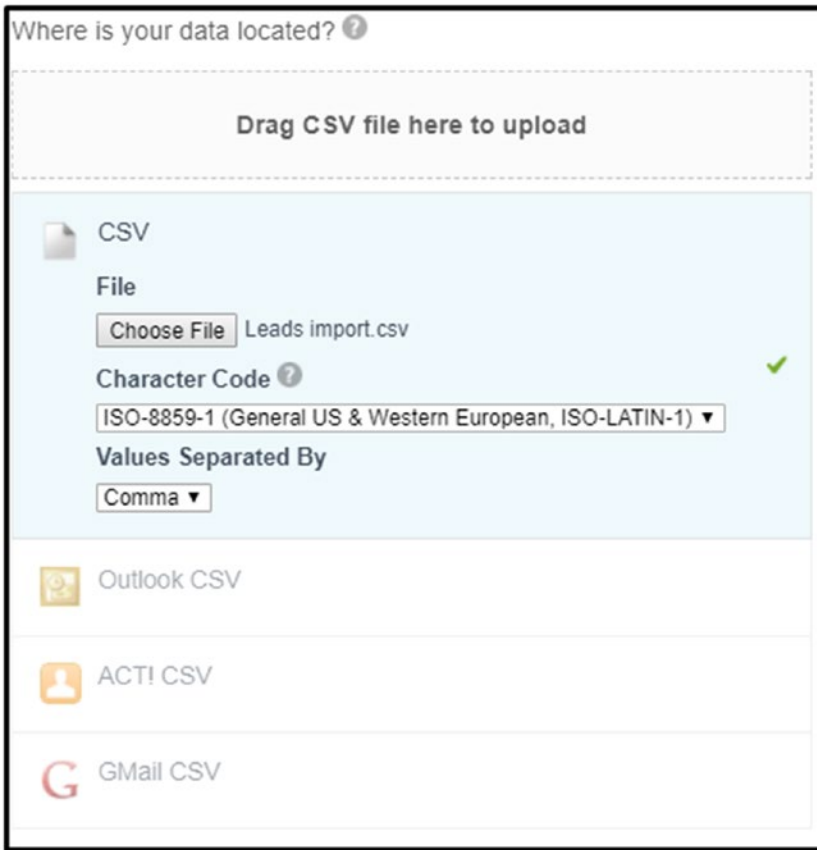 Where is your data located? ?
Drag CSV file here to upload
CSV
File
Choose File Leads import.csv
Character Code ?
ISO-8859-1 (General US & Western European, ISO-LATIN-1) ▼
Values Separated By
Comma ▼
Outlook CSV
ACT! CSV
G GMail CSV